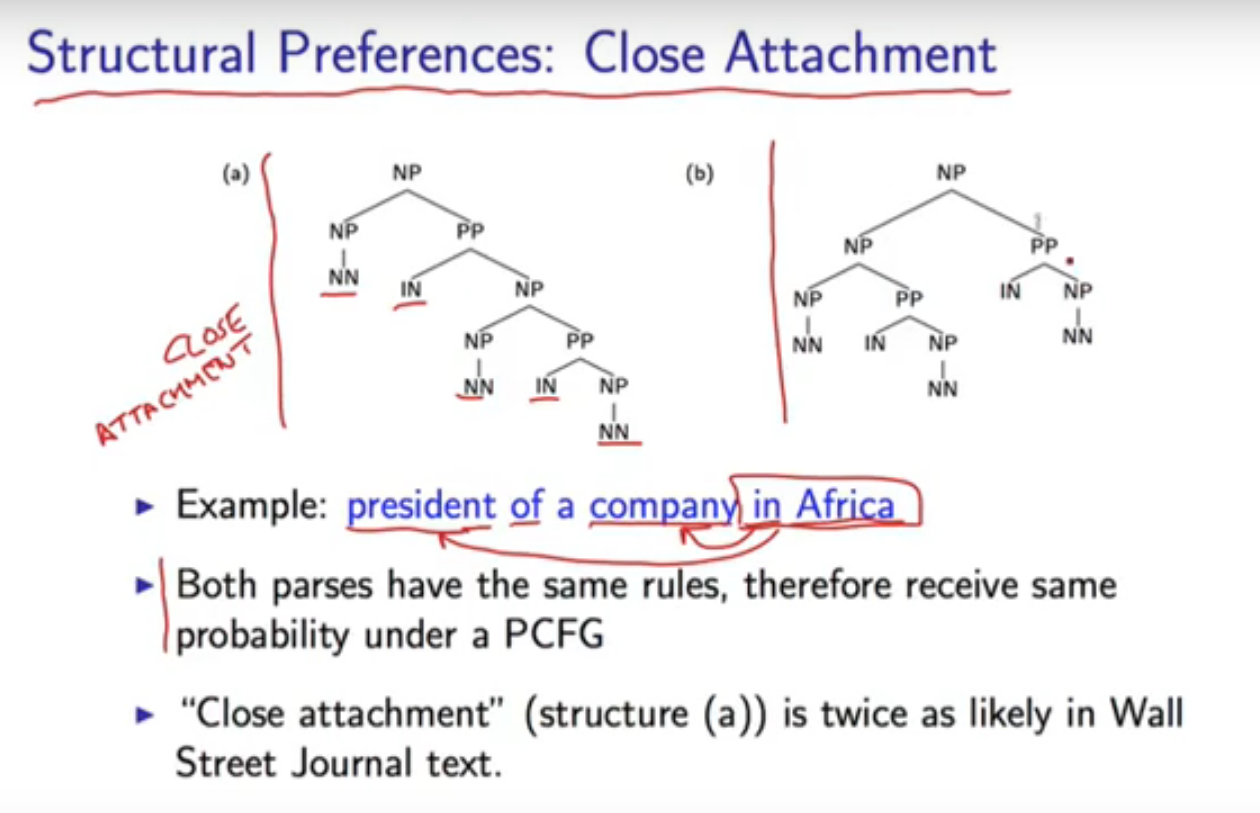 Structural Preferences: Close Attachment
(a) NP (b) NP
NP PP NP PP
NN IN NP NP PP IN NP
NP PP NN IN NP NN
NN IN NP NN
NN
CLOSE
ATTACHMENT
► Example: president of a company in Africa
► Both parses have the same rules, therefore receive same
probability under a PCFG
► “Close attachment” (structure (a)) is twice as likely in Wall
Street Journal text.